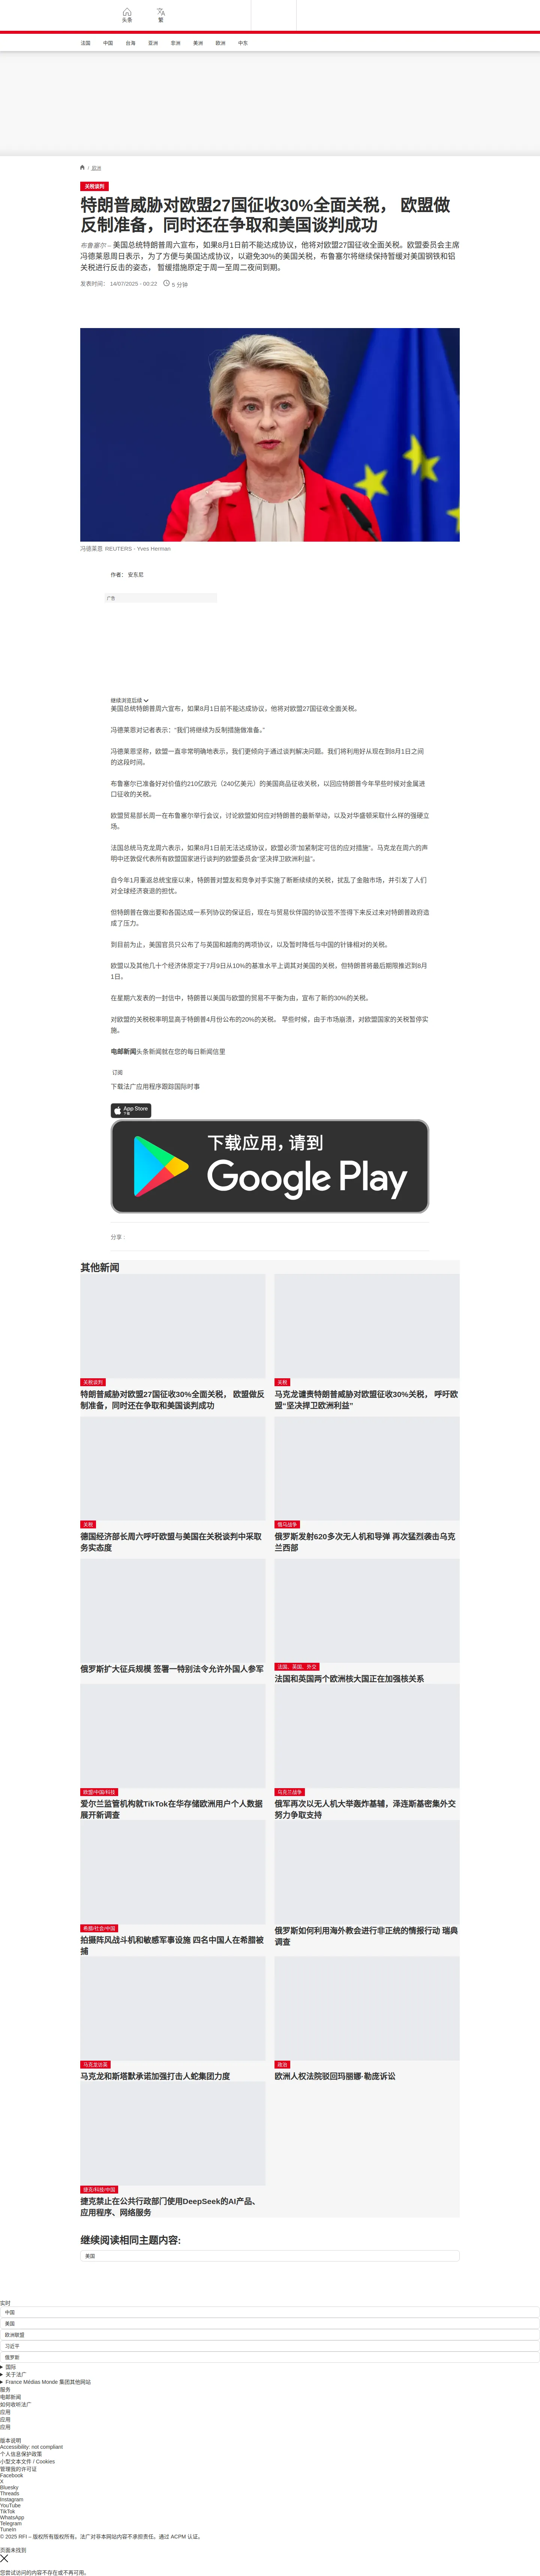 头条
繁
法国
中国
台海
亚洲
非洲
美洲
欧洲
中东
/ 欧洲
关税谈判
特朗普威胁对欧盟27国征收30%全面关税， 欧盟做
反制准备，同时还在争取和美国谈判成功
布鲁塞尔 – 美国总统特朗普周六宣布，如果8月1日前不能达成协议，他将对欧盟27国征收全面关税。欧盟委员会主席
冯德莱恩周日表示，为了方便与美国达成协议，以避免30%的美国关税，布鲁塞尔将继续保持暂缓对美国钢铁和铝
关税进行反击的姿态， 暂缓措施原定于周一至周二夜间到期。
发表时间： 14/07/2025 - 00:22
5 分钟
冯德莱恩 REUTERS - Yves Herman
作者： 安东尼
广告
继续浏览后续
美国总统特朗普周六宣布，如果8月1日前不能达成协议，他将对欧盟27国征收全面关税。
冯德莱恩对记者表示：“我们将继续为反制措施做准备。”
冯德莱恩坚称，欧盟一直非常明确地表示，我们更倾向于通过谈判解决问题。我们将利用好从现在到8月1日之间
的这段时间。
布鲁塞尔已准备好对价值约210亿欧元（240亿美元）的美国商品征收关税，以回应特朗普今年早些时候对金属进
口征收的关税。
欧盟贸易部长周一在布鲁塞尔举行会议，讨论欧盟如何应对特朗普的最新举动，以及对华盛顿采取什么样的强硬立
场。
法国总统马克龙周六表示，如果8月1日前无法达成协议，欧盟必须“加紧制定可信的应对措施”。马克龙在周六的声
明中还敦促代表所有欧盟国家进行谈判的欧盟委员会“坚决捍卫欧洲利益”。
自今年1月重返总统宝座以来，特朗普对盟友和竞争对手实施了断断续续的关税，扰乱了金融市场，并引发了人们
对全球经济衰退的担忧。
但特朗普在做出要和各国达成一系列协议的保证后，现在与贸易伙伴国的协议签不签得下来反过来对特朗普政府造
成了压力。
到目前为止，美国官员只公布了与英国和越南的两项协议，以及暂时降低与中国的针锋相对的关税。
欧盟以及其他几十个经济体原定于7月9日从10%的基准水平上调其对美国的关税，但特朗普将最后期限推迟到8月
1日。
在星期六发表的一封信中，特朗普以美国与欧盟的贸易不平衡为由，宣布了新的30%的关税。
对欧盟的关税税率明显高于特朗普4月份公布的20%的关税。 早些时候，由于市场崩溃，对欧盟国家的关税暂停实
施。
电邮新闻头条新闻就在您的每日新闻信里
订阅
下载法广应用程序跟踪国际时事
App Store
下载
下载应用，请到
Google Play
分享 :
其他新闻
关税谈判
特朗普威胁对欧盟27国征收30%全面关税， 欧盟做反
制准备，同时还在争取和美国谈判成功
关税
马克龙谴责特朗普威胁对欧盟征收30%关税， 呼吁欧
盟“坚决捍卫欧洲利益”
关税
德国经济部长周六呼吁欧盟与美国在关税谈判中采取
务实态度
俄乌战争
俄罗斯发射620多次无人机和导弹 再次猛烈袭击乌克
兰西部
俄罗斯扩大征兵规模 签署一特别法令允许外国人参军
法国、英国、外交
法国和英国两个欧洲核大国正在加强核关系
欧盟/中国/科技
爱尔兰监管机构就TikTok在华存储欧洲用户个人数据
展开新调查
乌克兰战争
俄军再次以无人机大举轰炸基辅，泽连斯基密集外交
努力争取支持
希腊/社会/中国
拍摄阵风战斗机和敏感军事设施 四名中国人在希腊被
捕
俄罗斯如何利用海外教会进行非正统的情报行动 瑞典
调查
马克龙访英
马克龙和斯塔默承诺加强打击人蛇集团力度
政治
欧洲人权法院驳回玛丽娜·勒庞诉讼
捷克/科技/中国
捷克禁止在公共行政部门使用DeepSeek的AI产品、
应用程序、网络服务
继续阅读相同主题内容:
美国
实时
中国
美国
欧洲联盟
习近平
俄罗斯
国际
关于法广
France Médias Monde 集团其他网站
服务
电邮新闻
如何收听法广
应用
应用
应用
版本说明
Accessibility: not compliant
个人信息保护政策
小型文本文件 / Cookies
管理我的许可证
Facebook
X
Bluesky
Threads
Instagram
YouTube
TikTok
WhatsApp
Telegram
TuneIn
© 2025 RFI – 版权所有版权所有。法广对非本网站内容不承担责任。通过 ACPM 认证。
页面未找到
您尝试访问的内容不存在或不再可用。